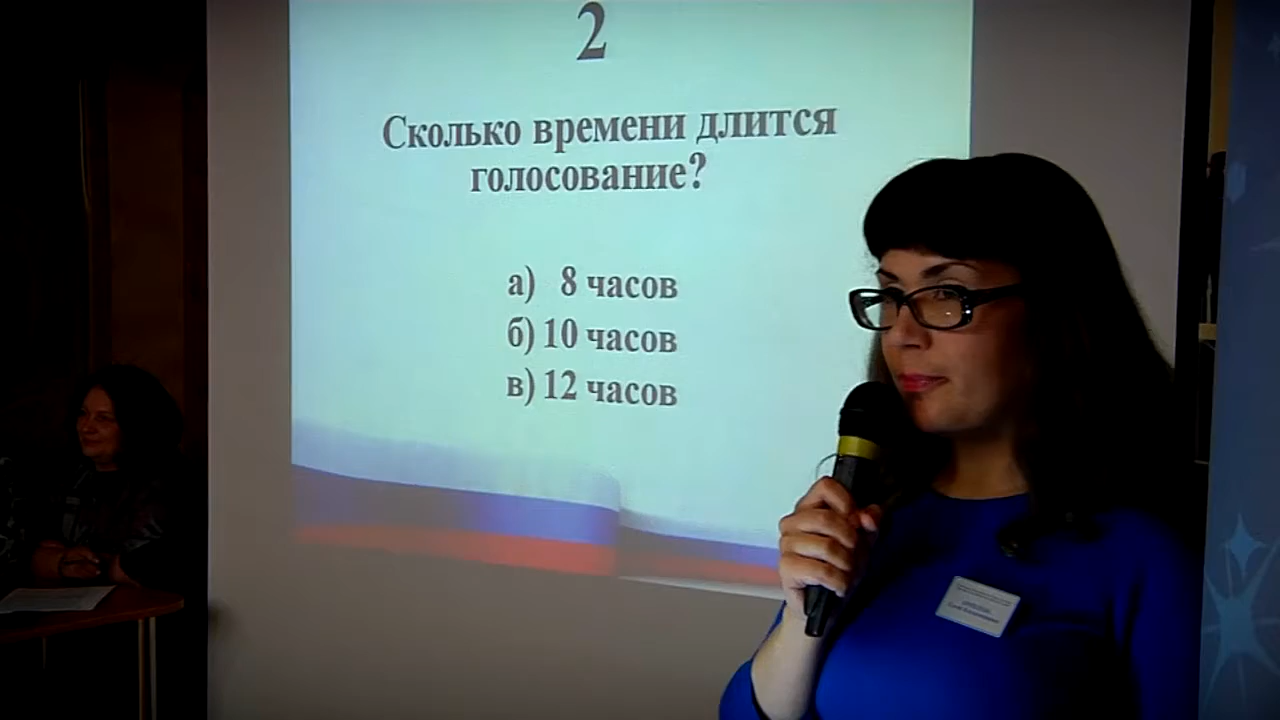 2
Сколько времени длится
голосование?
а) 8 часов
б) 10 часов
в) 12 часов